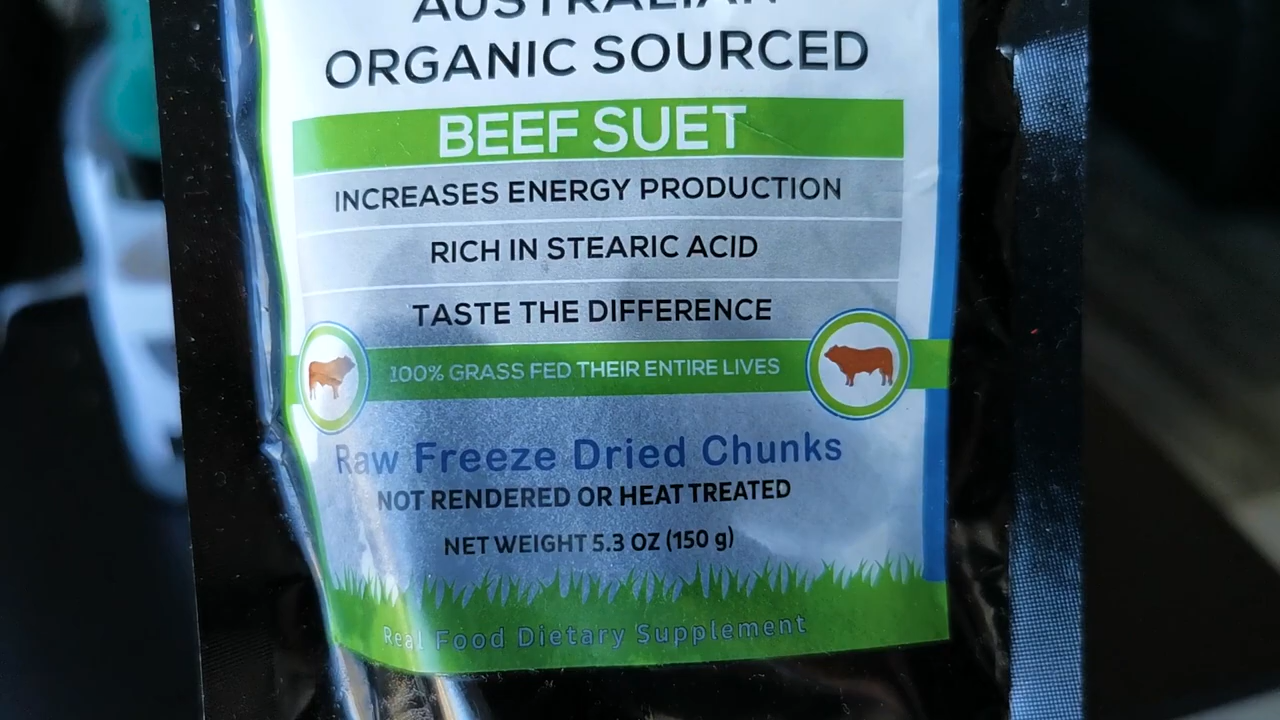 AUSTRALIAN
ORGANIC SOURCED
BEEF SUET
INCREASES ENERGY PRODUCTION
RICH IN STEARIC ACID
TASTE THE DIFFERENCE
100% GRASS FED THEIR ENTIRE LIVES
Raw Freeze Dried Chunks
NOT RENDERED OR HEAT TREATED
NET WEIGHT 5.3 OZ (150 g)
Real Food Dietary Supplement